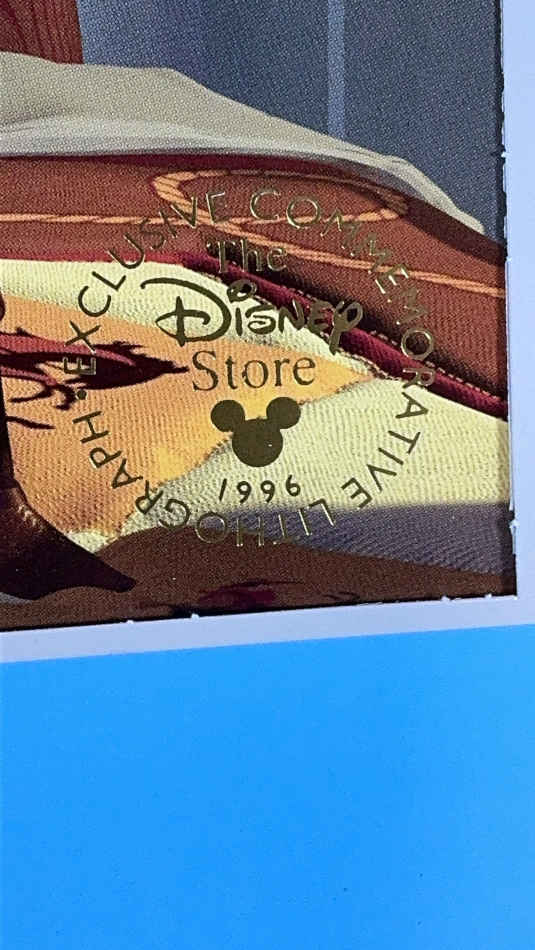 · EXCLUSIVE COMMEMORATIVE LITHOGRAPH
The
Disney
Store
1996